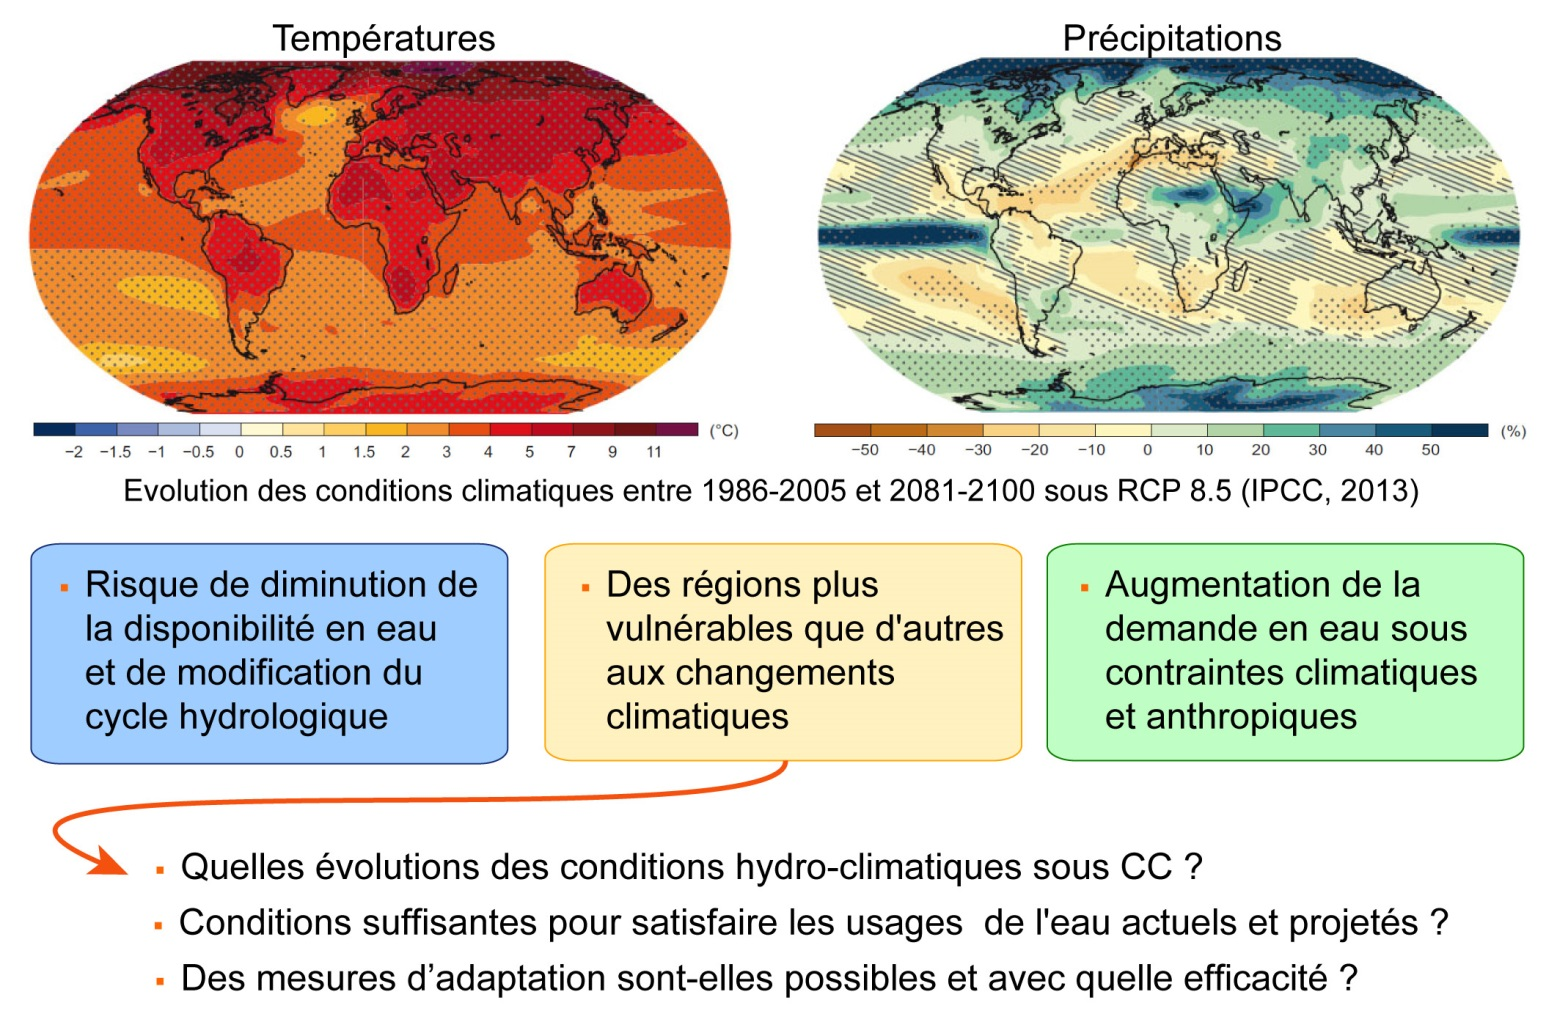 Températures
Précipitations
−2 −1.5 −1 −0.5 0 0.5 1 1.5 2 3 4 5 7 9 11 (°C)
−50 −40 −30 −20 −10 0 10 20 30 40 50 (%)
Evolution des conditions climatiques entre 1986-2005 et 2081-2100 sous RCP 8.5 (IPCC, 2013)
▪ Risque de diminution de
la disponibilité en eau
et de modification du
cycle hydrologique
▪ Des régions plus
vulnérables que d'autres
aux changements
climatiques
▪ Augmentation de la
demande en eau sous
contraintes climatiques
et anthropiques
▪ Quelles évolutions des conditions hydro-climatiques sous CC ?
▪ Conditions suffisantes pour satisfaire les usages  de l'eau actuels et projetés ?
▪ Des mesures d’adaptation sont-elles possibles et avec quelle efficacité ?